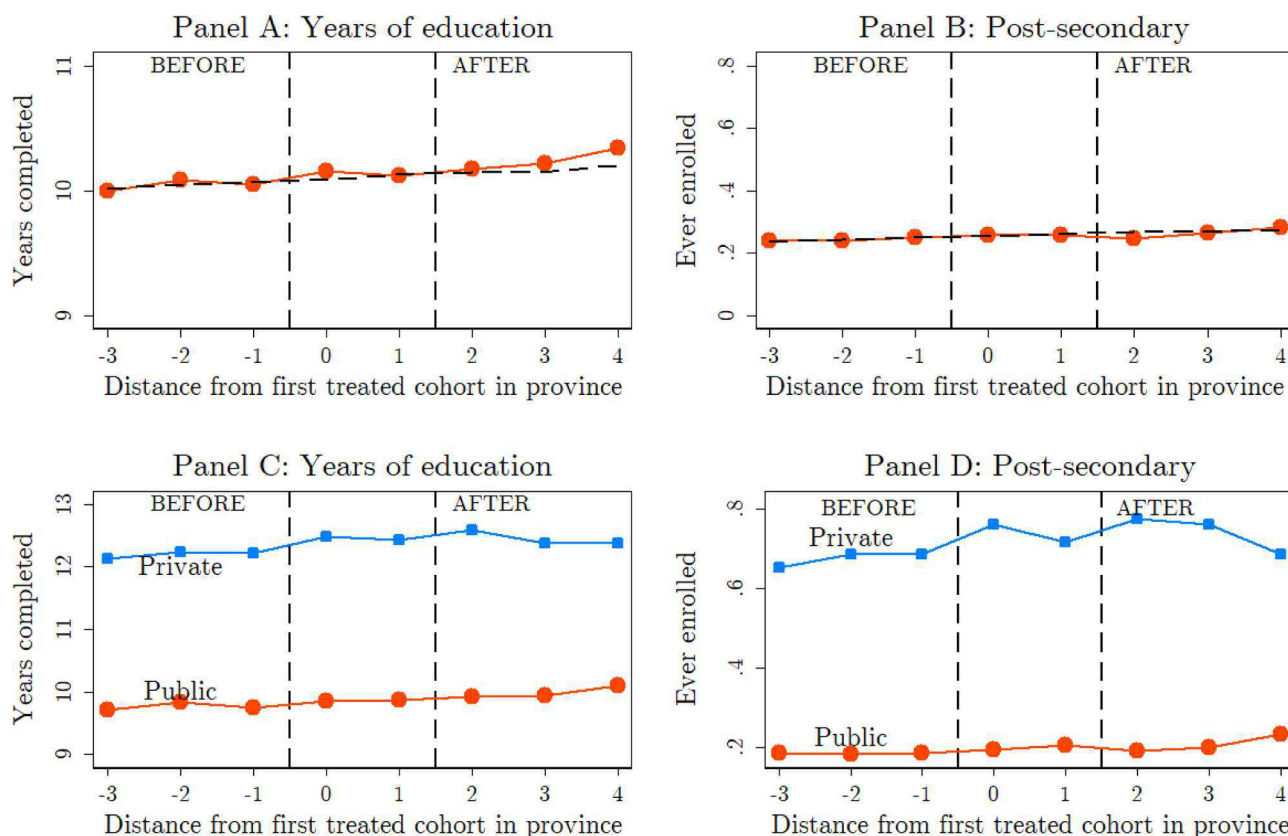 Panel A: Years of education
BEFORE
AFTER
Years completed
11
10
9
-3 -2 -1 0 1 2 3 4
Distance from first treated cohort in province
Panel B: Post-secondary
BEFORE
AFTER
Ever enrolled
.8
.6
.4
.2
0
-3 -2 -1 0 1 2 3 4
Distance from first treated cohort in province
Panel C: Years of education
BEFORE
AFTER
Private
Public
Years completed
13
12
11
10
9
-3 -2 -1 0 1 2 3 4
Distance from first treated cohort in province
Panel D: Post-secondary
BEFORE
AFTER
Private
Public
Ever enrolled
.8
.6
.4
.2
-3 -2 -1 0 1 2 3 4
Distance from first treated cohort in province